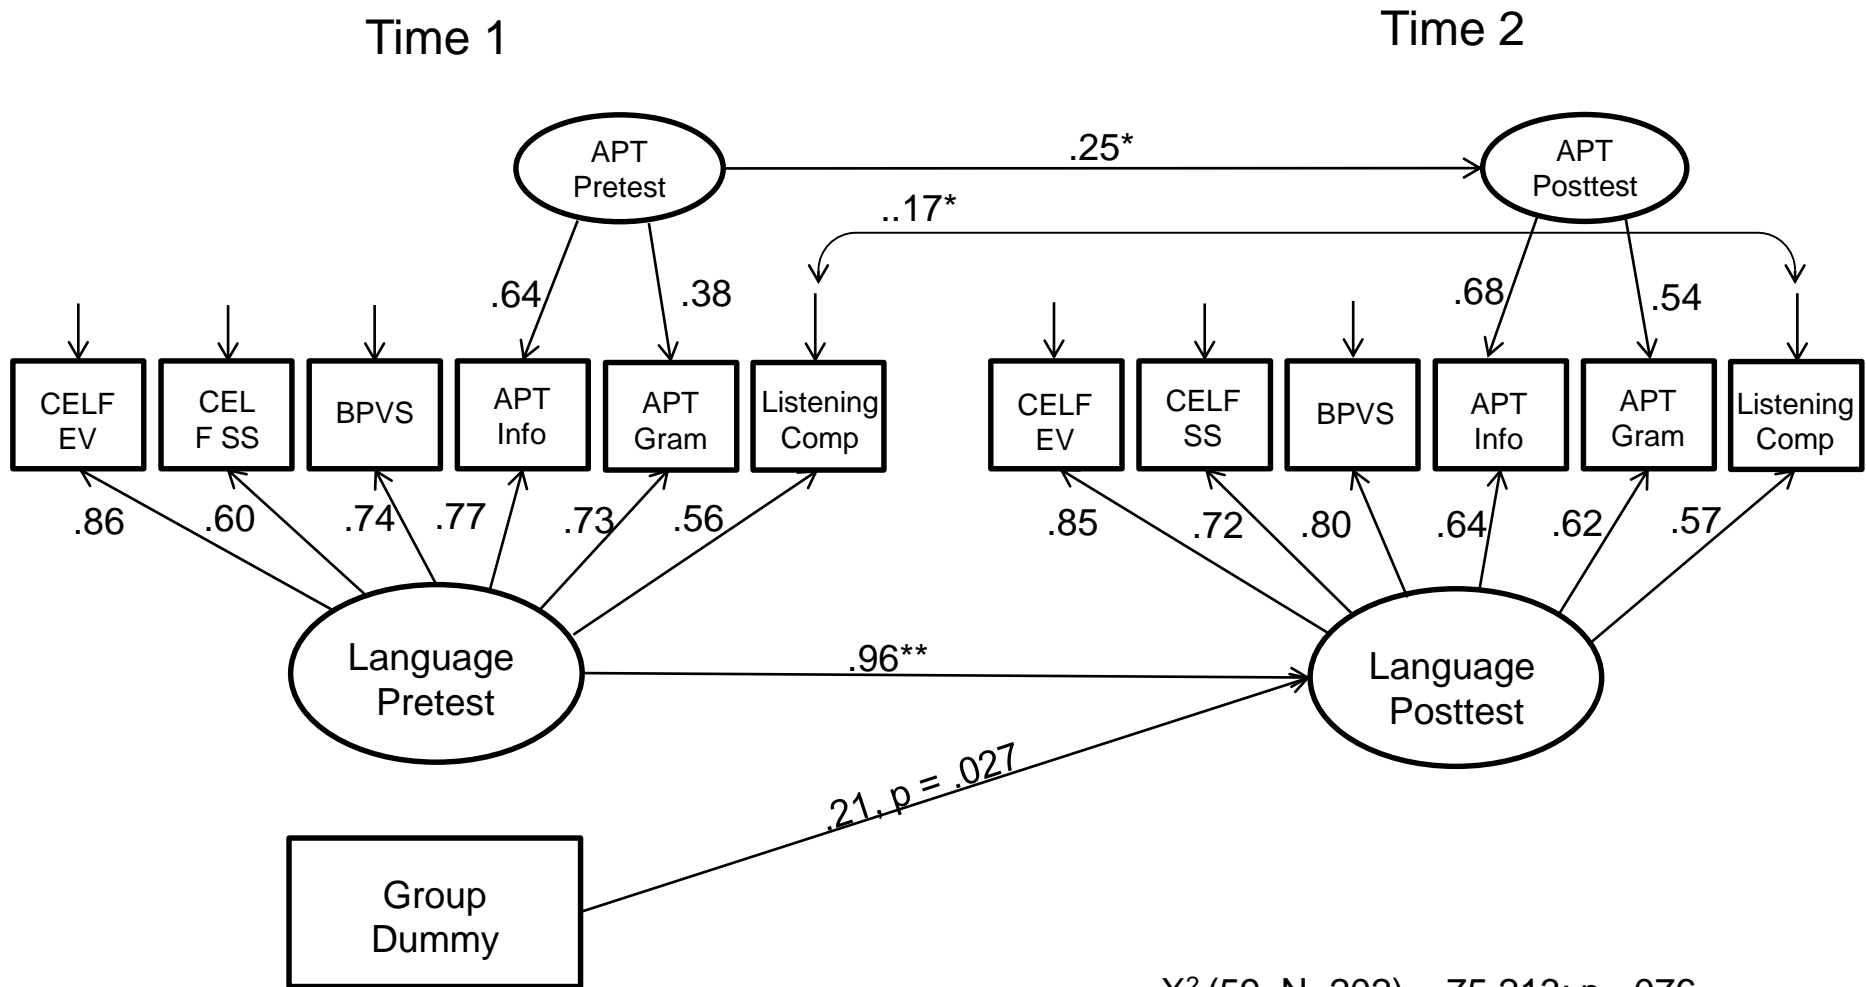 Time 1
Time 2
APT
Pretest
.25*
APT
Posttest
..17*
.64
.38
.68
.54
CELF
EV
CEL
F SS
BPVS
APT
Info
APT
Gram
Listening
Comp
CELF
EV
CELF
SS
BPVS
APT
Info
APT
Gram
Listening
Comp
.86
.60
.74
.77
.73
.56
.85
.72
.80
.64
.62
.57
Language
Pretest
.96**
Language
Posttest
.21, p = .027
Group
Dummy